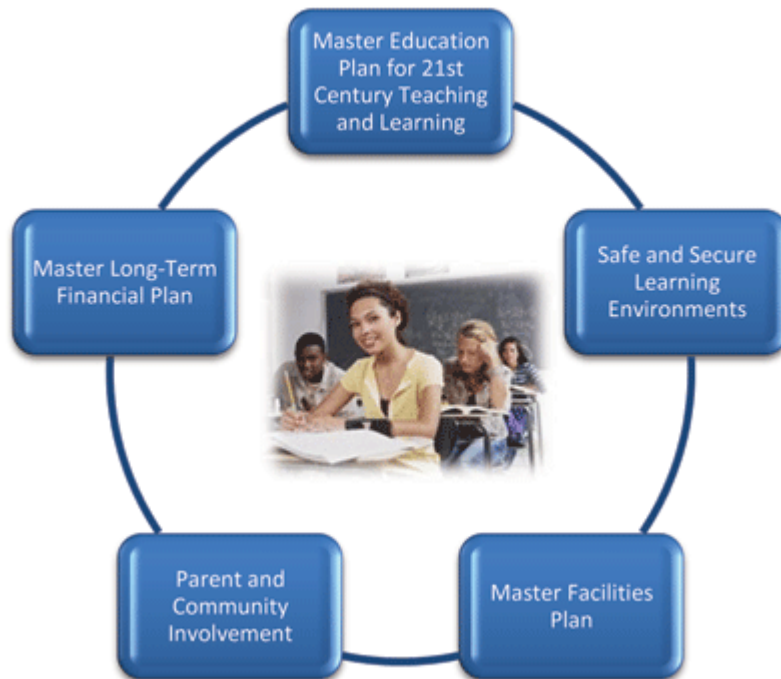 Master Education
Plan for 21st
Century Teaching
and Learning
Safe and Secure
Learning
Environments
Master Facilities
Plan
Parent and
Community
Involvement
Master Long-Term
Financial Plan